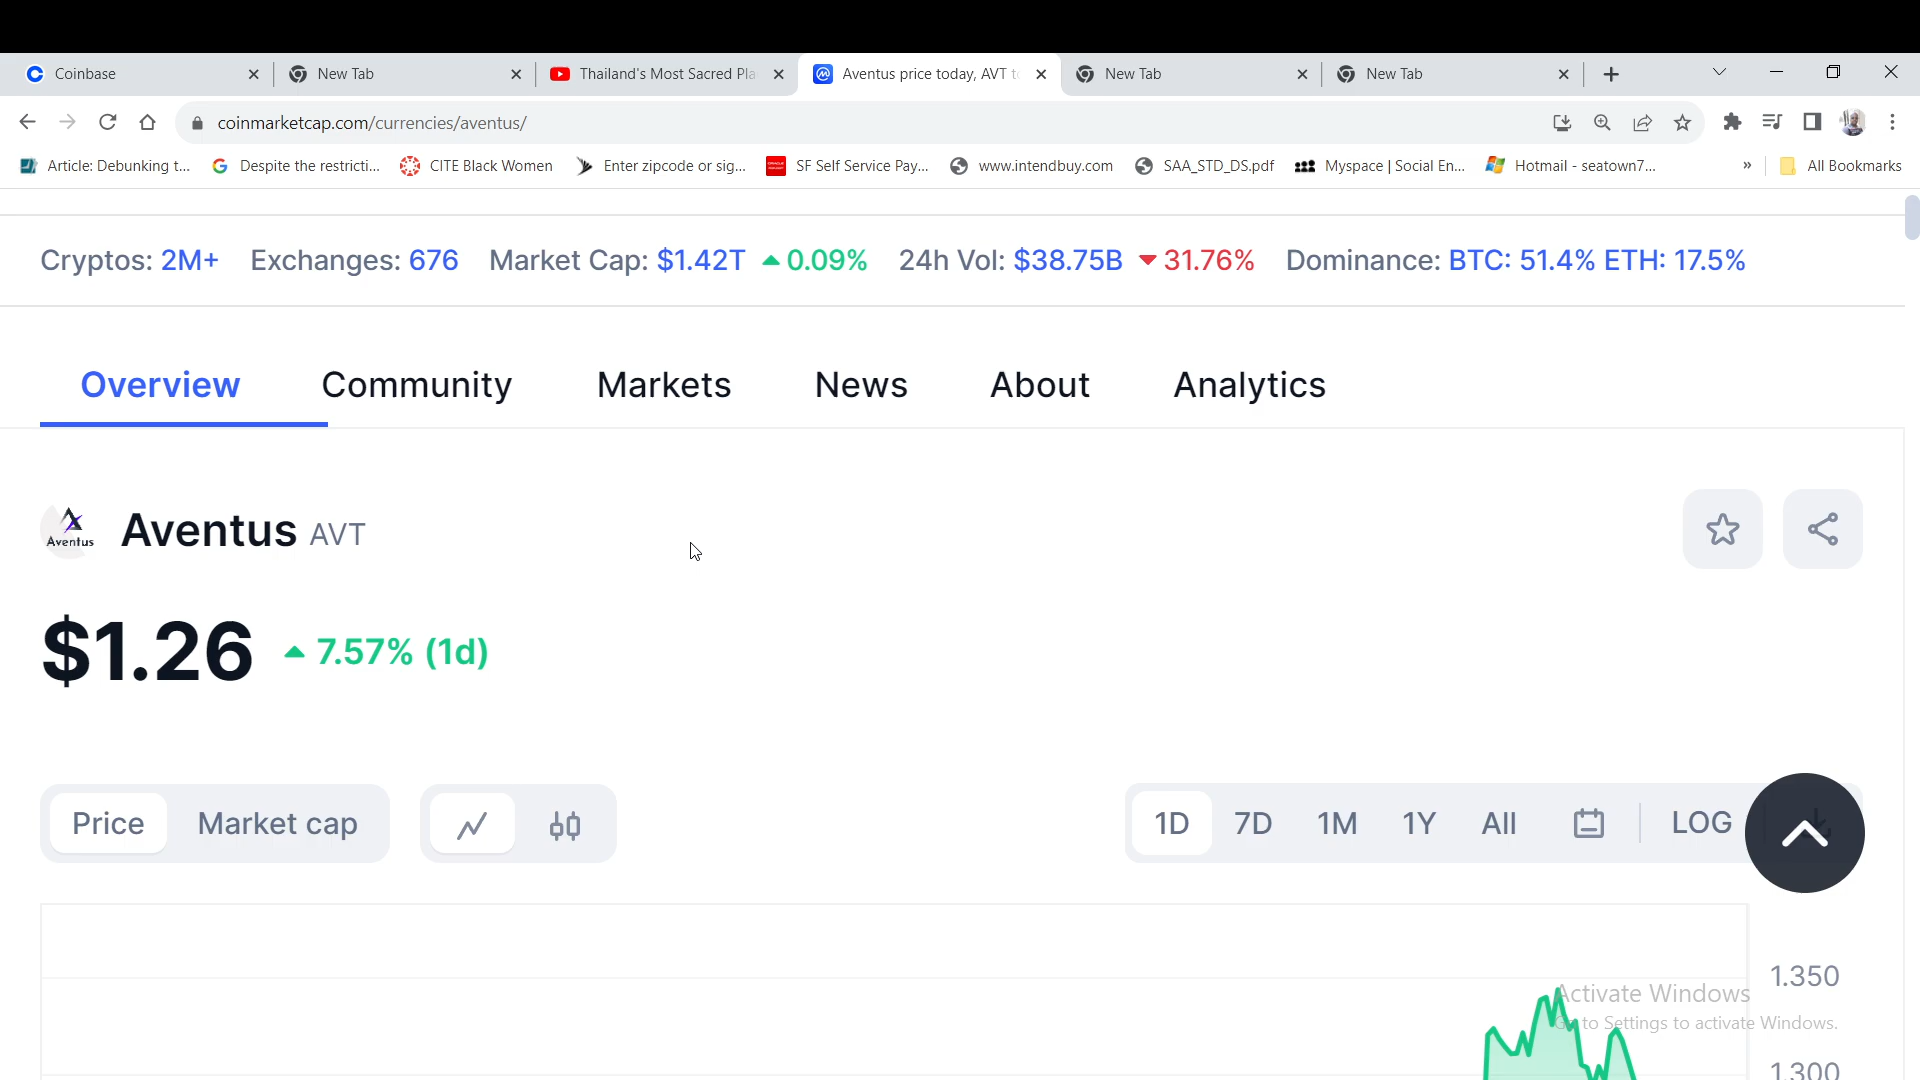 Coinbase
New Tab
Thailand's Most Sacred Pla
Aventus price today, AVT to
New Tab
New Tab
coinmarketcap.com/currencies/aventus/
Article: Debunking t...
Despite the restricti...
CITE Black Women
Enter zipcode or sig...
SF Self Service Pay...
www.intendbuy.com
SAA_STD_DS.pdf
Myspace | Social En...
Hotmail - seatown7...
»
All Bookmarks
Cryptos: 2M+ Exchanges: 676 Market Cap: $1.42T 0.09% 24h Vol: $38.75B 31.76% Dominance: BTC: 51.4% ETH: 17.5%
Overview Community Markets News About Analytics
Aventus
Aventus AVT
$1.26 7.57% (1d)
Price Market cap 1D 7D 1M 1Y All LOG
1.350
Activate Windows
Go to Settings to activate Windows.
1.300